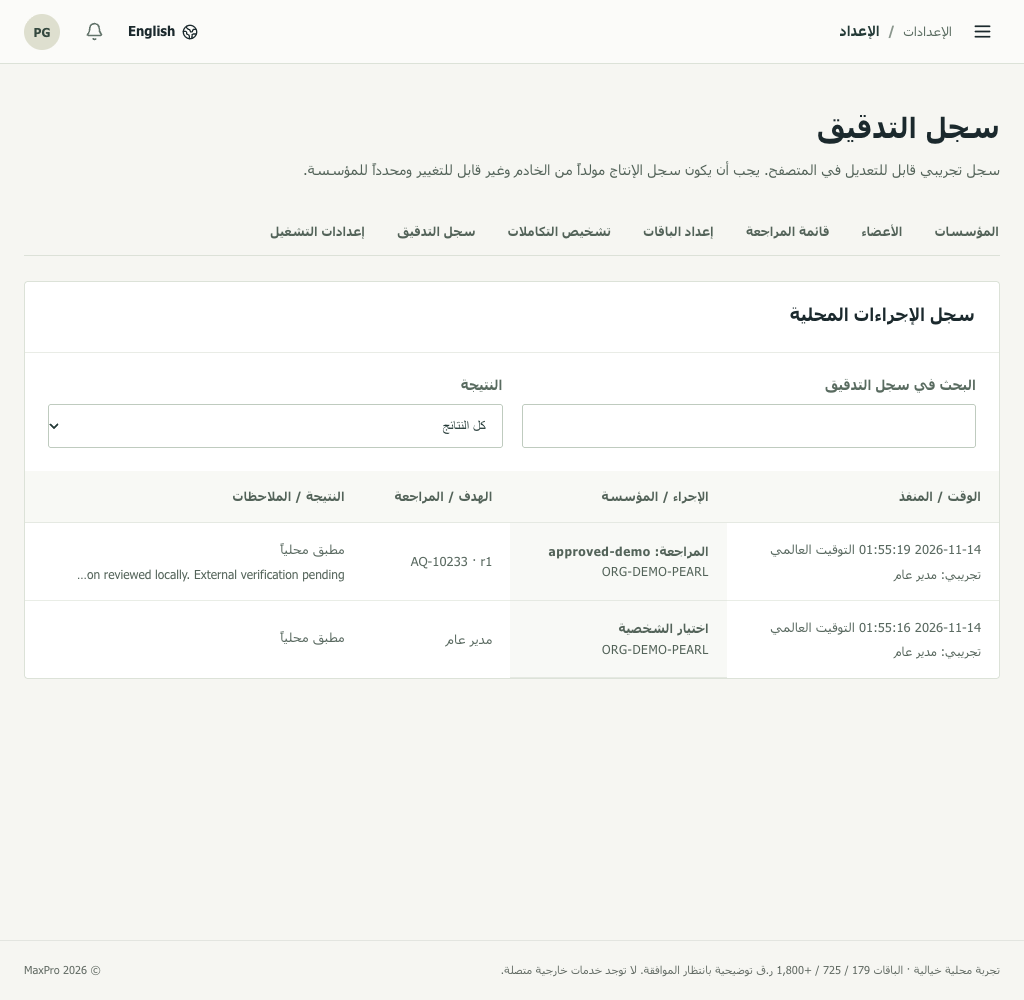 الإعدادات / الإعداد
English
PG
سجل التدقيق
سجل تجريبي قابل للتعديل في المتصفح. يجب أن يكون سجل الإنتاج مولداً من الخادم وغير قابل للتغيير ومحدداً للمؤسسة.
المؤسسات الأعضاء قائمة المراجعة إعداد الباقات تشخيص التكاملات سجل التدقيق إعدادات التشغيل
سجل الإجراءات المحلية
البحث في سجل التدقيق
النتيجة
كل النتائج
الوقت / المنفذ الإجراء / المؤسسة الهدف / المراجعة النتيجة / الملاحظات
2026-11-14 01:55:19 التوقيت العالمي
تجريبي: مدير عام
المراجعة: approved-demo
ORG-DEMO-PEARL
AQ-10233 · r1
مطبق محلياً
...on reviewed locally. External verification pending
2026-11-14 01:55:16 التوقيت العالمي
تجريبي: مدير عام
اختيار الشخصية
ORG-DEMO-PEARL
مدير عام
مطبق محلياً
تجربة محلية خيالية · الباقات 179 / 725 / +1,800 ر.ق توضيحية بانتظار الموافقة. لا توجد خدمات خارجية متصلة.
© 2026 MaxPro